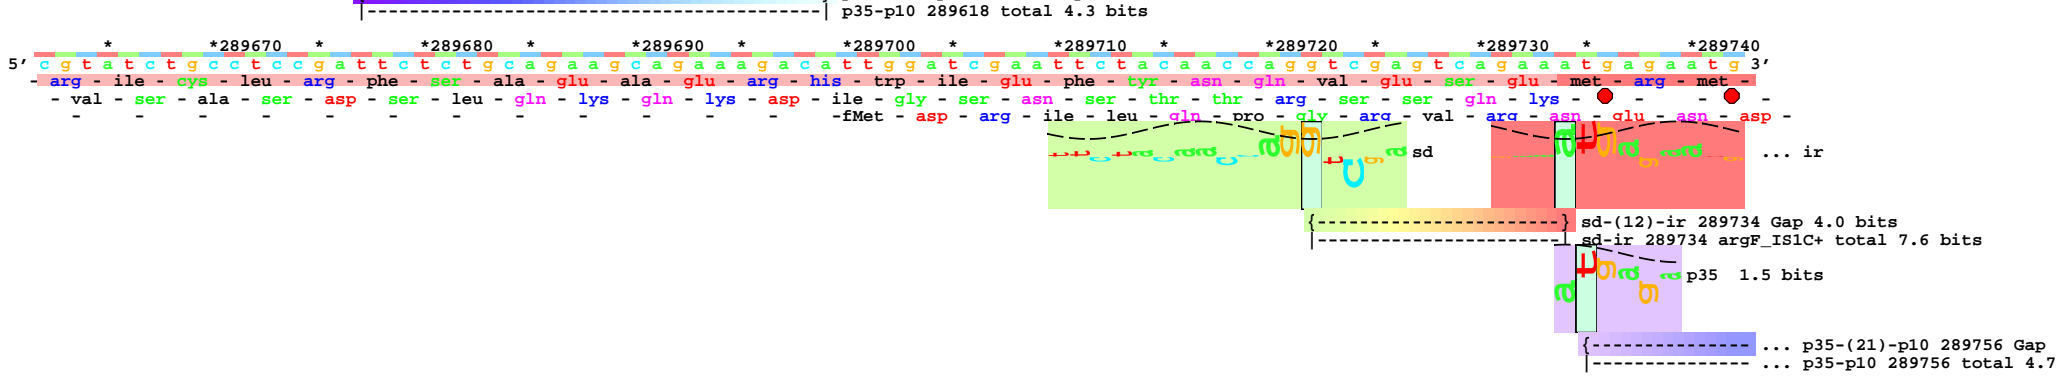 |--------------------------------------| p35-p10 289618 total 4.3 bits
* *289670 * *289680 * *289690 * *289700 * *289710 * *289720 * *289730 * *289740
5' c g t a t c t g c c t c c g a t t c t c t g c a g a a g c a g a a a g a c a t t g g a t c g a a t t c t a c a a c c a g g t c g a g t c a g a a a t g a g a a t g 3'
- arg - ile - cys - leu - arg - phe - ser - ala - glu - ala - glu - arg - his - trp - ile - glu - phe - tyr - asn - gln - val - glu - ser - glu - met - arg - met -
- val - ser - ala - ser - asp - ser - leu - gln - lys - gln - lys - asp - ile - gly - ser - asn - ser - thr - thr - arg - ser - ser - gln - lys - - - -
- - - - - - - - - - - - -fMet - asp - arg - ile - leu - gln - pro - gly - arg - val - arg - asn - glu - asn - asp -
t t c t a c a a c c a g g t c g a sd
a t g a g a a t g ... ir
{---------------------} sd-(12)-ir 289734 Gap 4.0 bits
|---------------------| sd-ir 289734 argF_IS1C+ total 7.6 bits
a t g a g a p35 1.5 bits
{-------------- ... p35-(21)-p10 289756 Gap
|-------------- ... p35-p10 289756 total 4.7